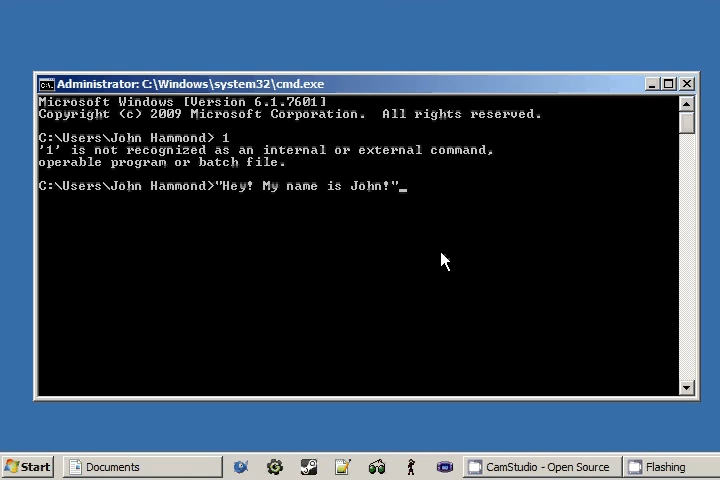 Administrator: C:\Windows\system32\cmd.exe
Microsoft Windows [Version 6.1.7601]
Copyright (c) 2009 Microsoft Corporation.  All rights reserved.
C:\Users\John Hammond> 1
'1' is not recognized as an internal or external command,
operable program or batch file.
C:\Users\John Hammond>"Hey! My name is John!"_
Start Documents CamStudio - Open Source Flashing